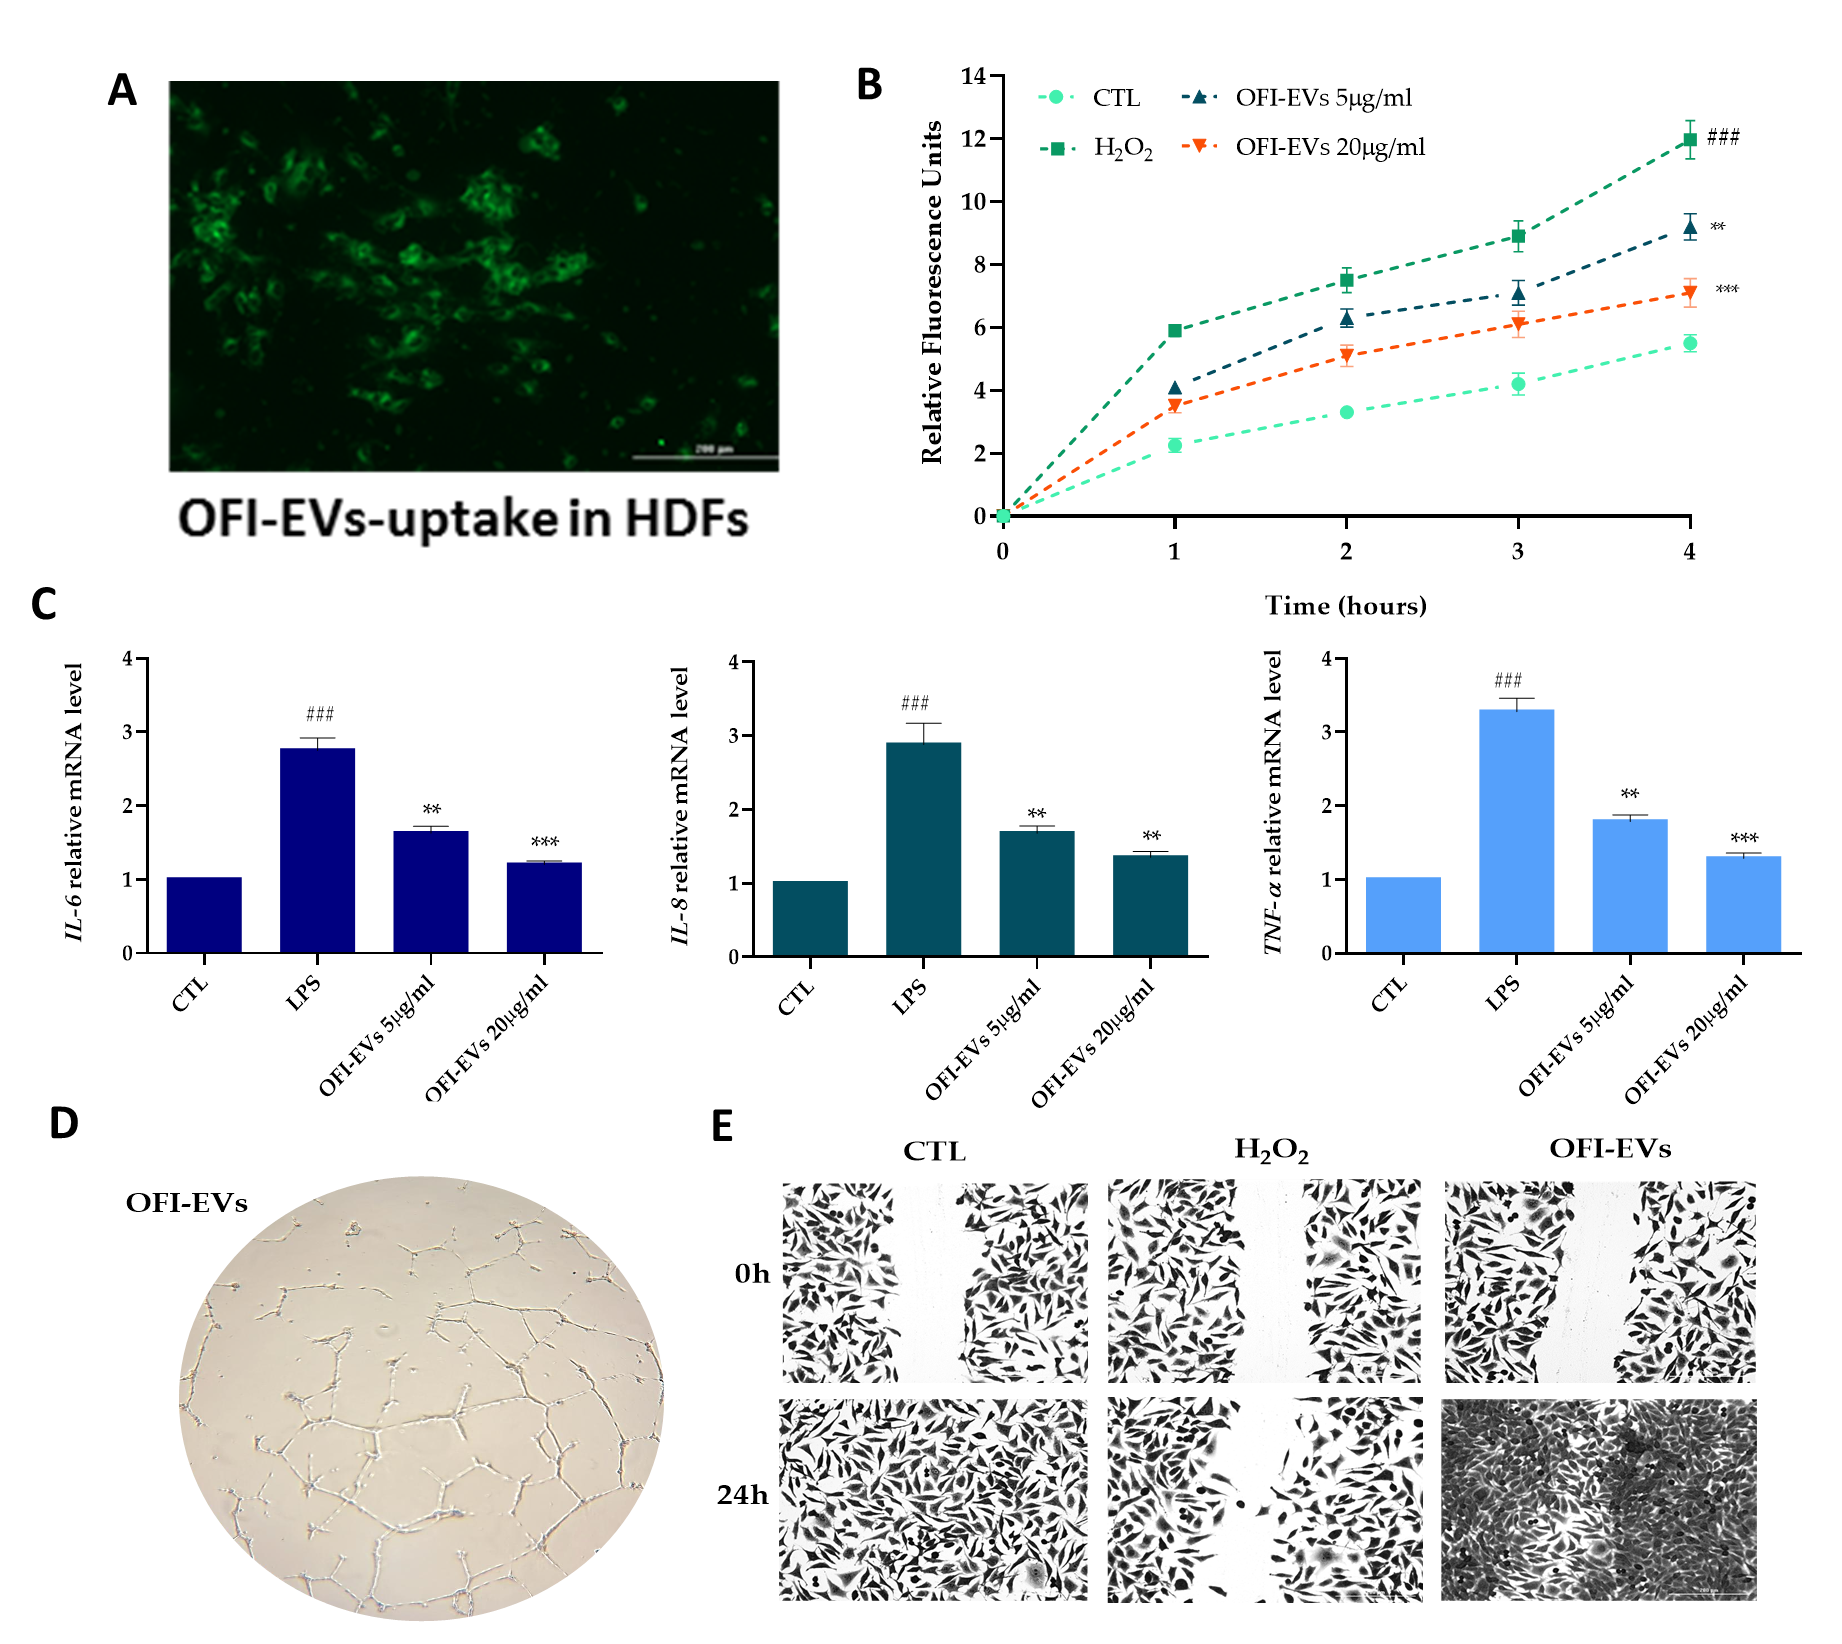 A
200 µm
OFI-EVs-uptake in HDFs
B
Relative Fluorescence Units
14
12
10
8
6
4
2
0
CTL
H₂O₂
OFI-EVs 5µg/ml
OFI-EVs 20µg/ml
###
**
***
0 1 2 3 4
Time (hours)
C
IL-6 relative mRNA level
4
3
2
1
0
###
**
***
CTL
LPS
OFI-EVs 5µg/ml
OFI-EVs 20µg/ml
IL-8 relative mRNA level
4
3
2
1
0
###
**
**
CTL
LPS
OFI-EVs 5µg/ml
OFI-EVs 20µg/ml
TNF-α relative mRNA level
4
3
2
1
0
###
**
***
CTL
LPS
OFI-EVs 5µg/ml
OFI-EVs 20µg/ml
D
OFI-EVs
E
CTL H₂O₂ OFI-EVs
0h
24h